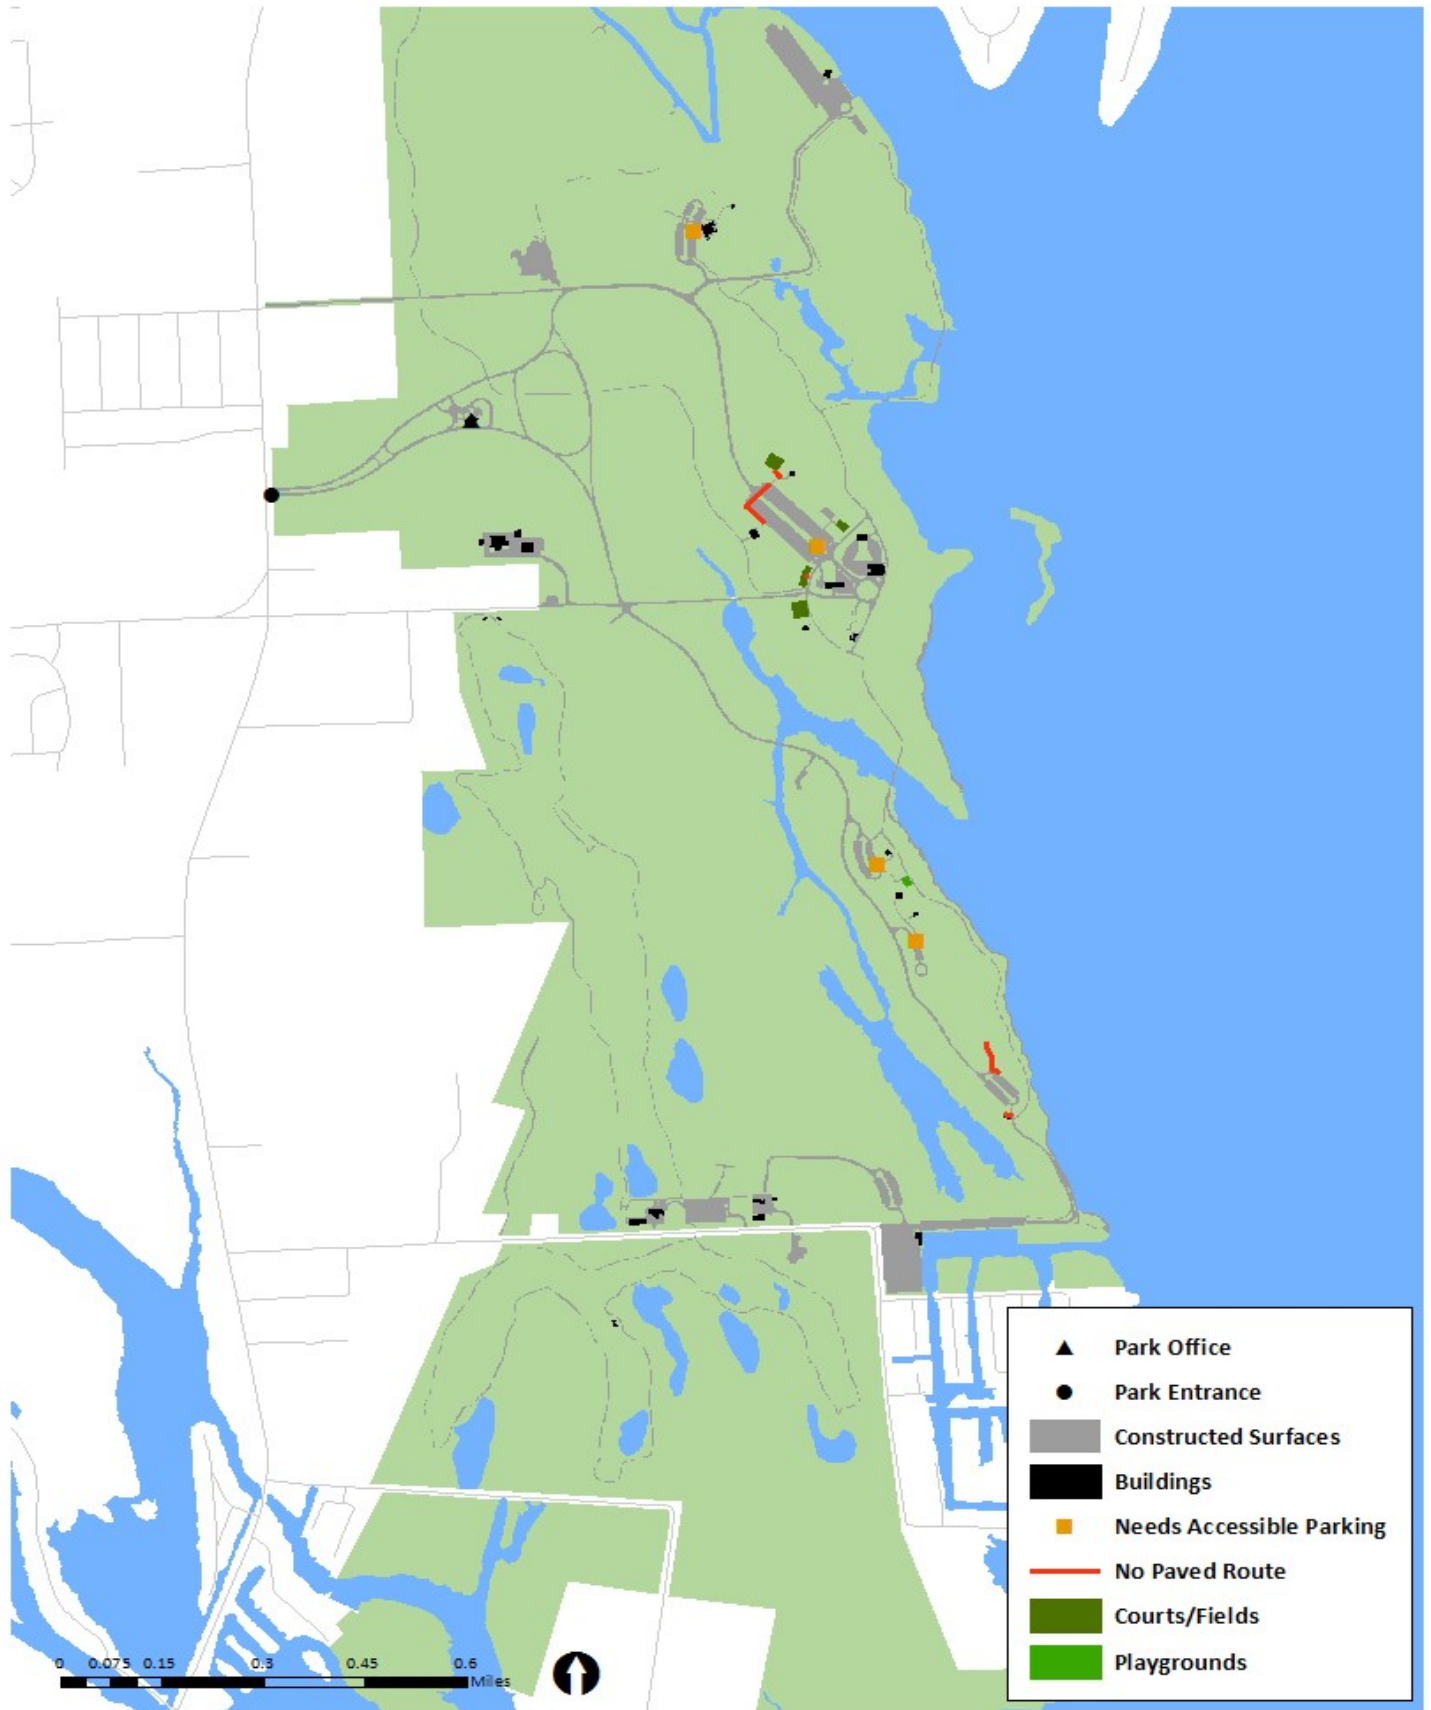 Park Office
Park Entrance
Constructed Surfaces
Buildings
Needs Accessible Parking
No Paved Route
Courts/Fields
Playgrounds
0 0.075 0.15 0.3 0.45 0.6
Miles